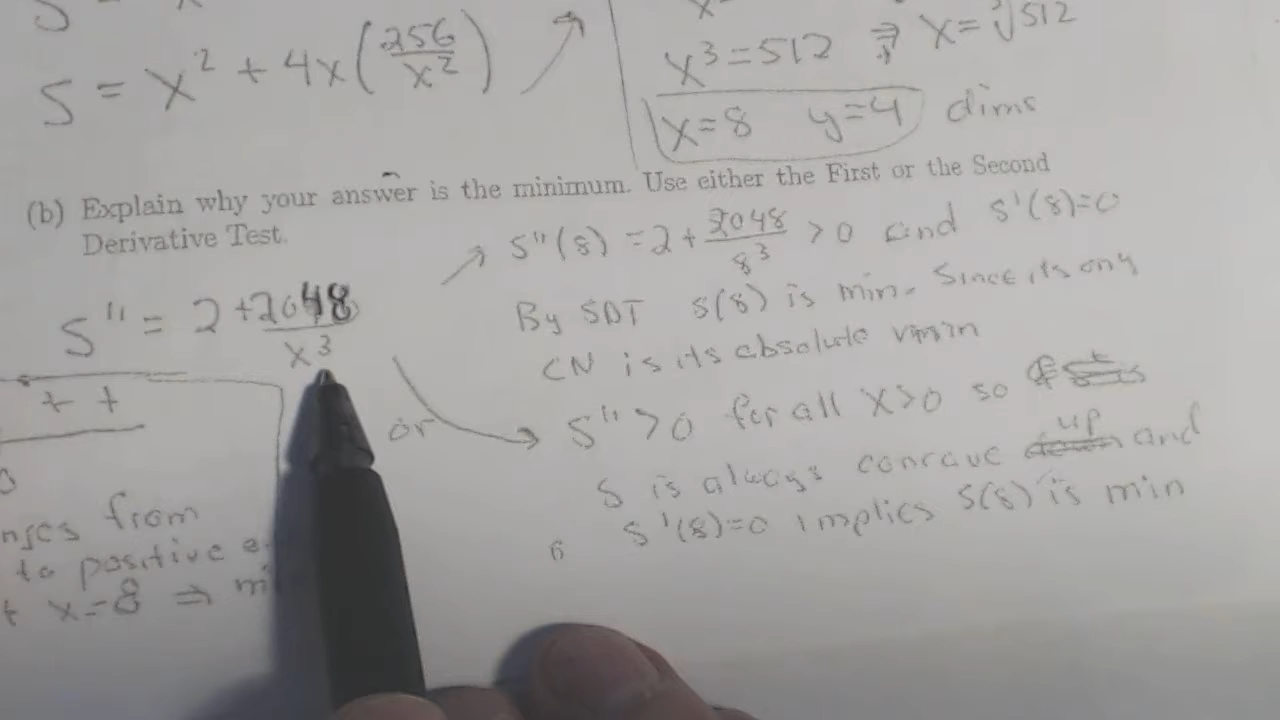 S = x² + 4x(256/x²)
x³=512 ⇒ x=∛512
x=8 y=4 dims
(b) Explain why your answer is the minimum. Use either the First or the Second
Derivative Test.
S''(8) = 2 + 2048/8³ > 0 and S'(8)=0
S'' = 2 + 2048/x³
By SDT S(8) is min. Since its only
CN is its absolute min
+ +
or
S'' > 0 for all x>0 so
S is always concave up and
S'(8)=0 implies S(8) is min
from
to positive
x=8 ⇒
6